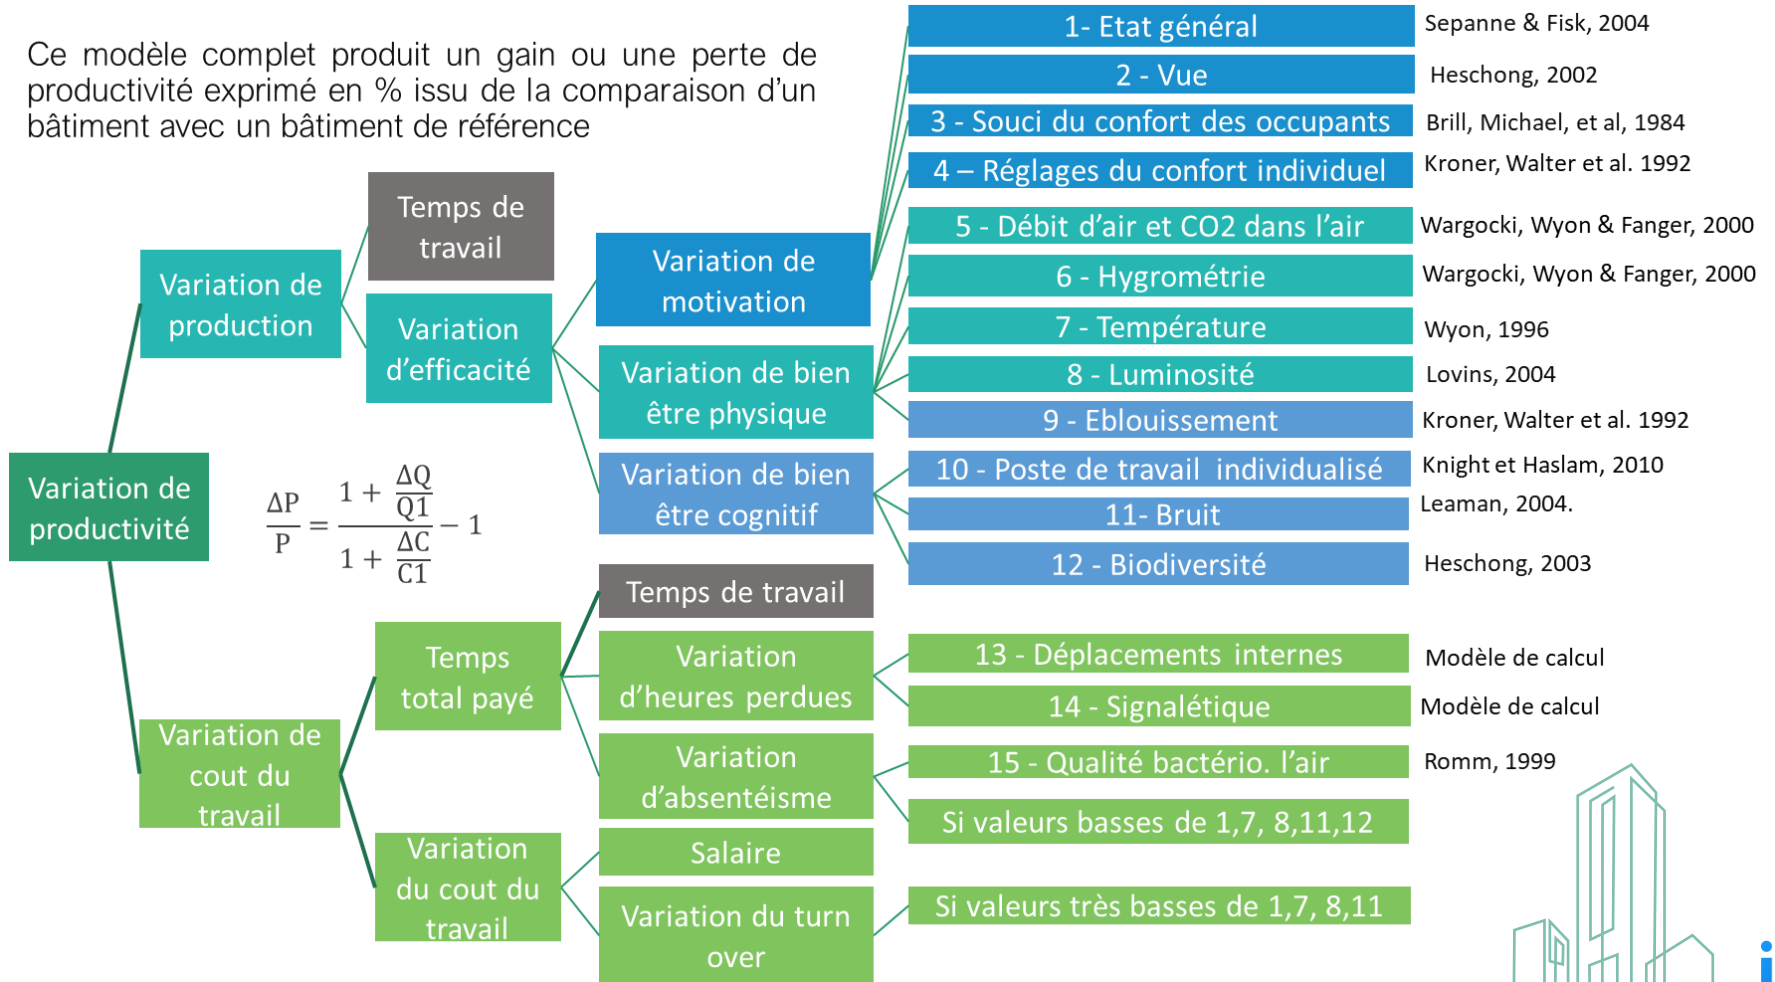 Ce modèle complet produit un gain ou une perte de
productivité exprimé en % issu de la comparaison d'un
bâtiment avec un bâtiment de référence
Variation de
productivité
ΔP/P = (1 + ΔQ/Q1)/(1 + ΔC/C1) − 1
Variation de
production
Temps de
travail
Variation
d'efficacité
Variation de
motivation
1- Etat général
Sepanne & Fisk, 2004
2 - Vue
Heschong, 2002
3 - Souci du confort des occupants
Brill, Michael, et al, 1984
4 – Réglages du confort individuel
Kroner, Walter et al. 1992
Variation de bien
être physique
5 - Débit d'air et CO2 dans l'air
Wargocki, Wyon & Fanger, 2000
6 - Hygrométrie
Wargocki, Wyon & Fanger, 2000
7 - Température
Wyon, 1996
8 - Luminosité
Lovins, 2004
9 - Eblouissement
Kroner, Walter et al. 1992
Variation de bien
être cognitif
10 - Poste de travail individualisé
Knight et Haslam, 2010
11- Bruit
Leaman, 2004.
12 - Biodiversité
Heschong, 2003
Variation de
cout du
travail
Temps
total payé
Temps de travail
Variation
d'heures perdues
13 - Déplacements internes
Modèle de calcul
14 - Signalétique
Modèle de calcul
Variation
d'absentéisme
15 - Qualité bactério. l'air
Romm, 1999
Si valeurs basses de 1,7, 8,11,12
Variation
du cout du
travail
Salaire
Variation du turn
over
Si valeurs très basses de 1,7, 8,11
i